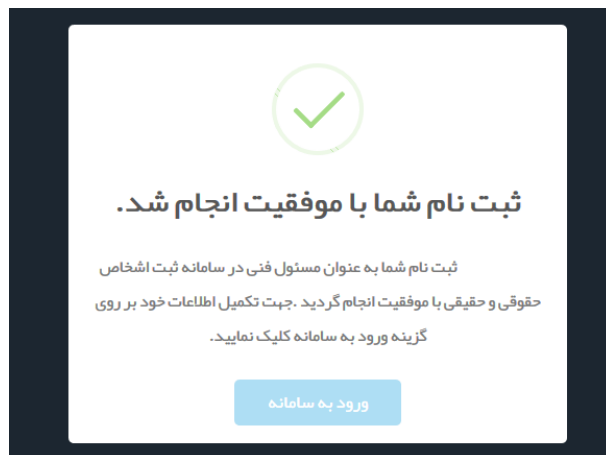 ثبت نام شما با موفقیت انجام شد.
ثبت نام شما به عنوان مسئول فنی در سامانه ثبت اشخاص
حقوقی و حقیقی با موفقیت انجام گردید .جهت تکمیل اطلاعات خود بر روی
گزینه ورود به سامانه کلیک نمایید.
ورود به سامانه